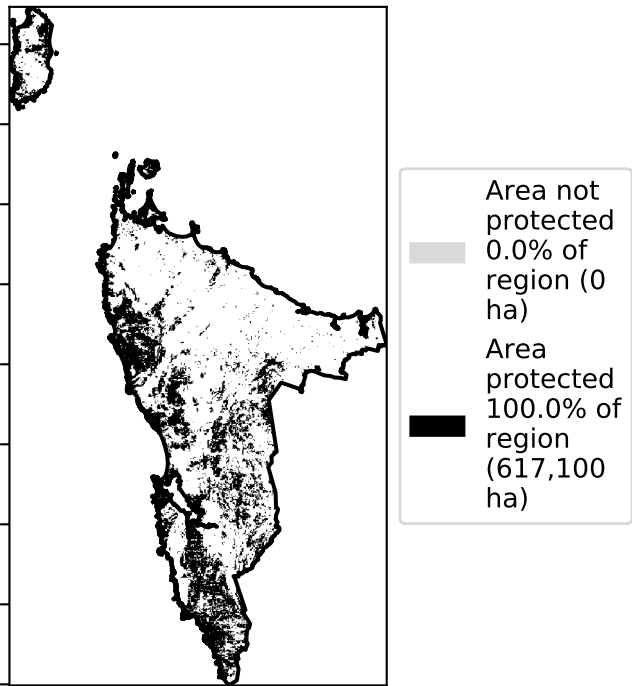 Area not
protected
0.0% of
region (0
ha)
Area
protected
100.0% of
region
(617,100
ha)